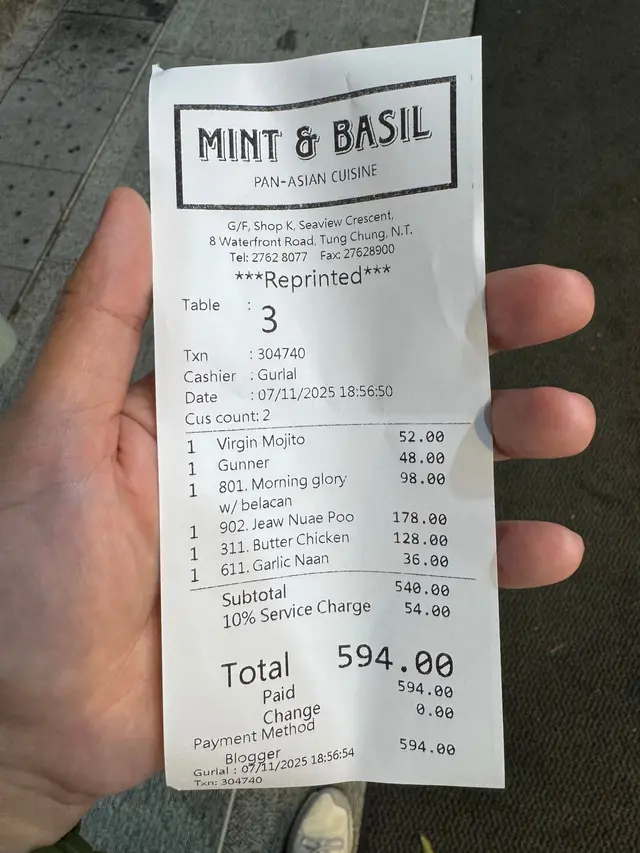 MINT & BASIL
PAN-ASIAN CUISINE
G/F, Shop K, Seaview Crescent,
8 Waterfront Road, Tung Chung, N.T.
Tel: 2762 8077 Fax: 27628900
***Reprinted***
Table : 3
Txn : 304740
Cashier : Gurlal
Date : 07/11/2025 18:56:50
Cus count: 2
1 Virgin Mojito 52.00
1 Gunner 48.00
1 801. Morning glory 98.00
w/ belacan
1 902. Jeaw Nuae Poo 178.00
1 311. Butter Chicken 128.00
1 611. Garlic Naan 36.00
Subtotal 540.00
10% Service Charge 54.00
Total 594.00
Paid 594.00
Change 0.00
Payment Method
Blogger 594.00
Gurlal : 07/11/2025 18:56:54
Txn: 304740